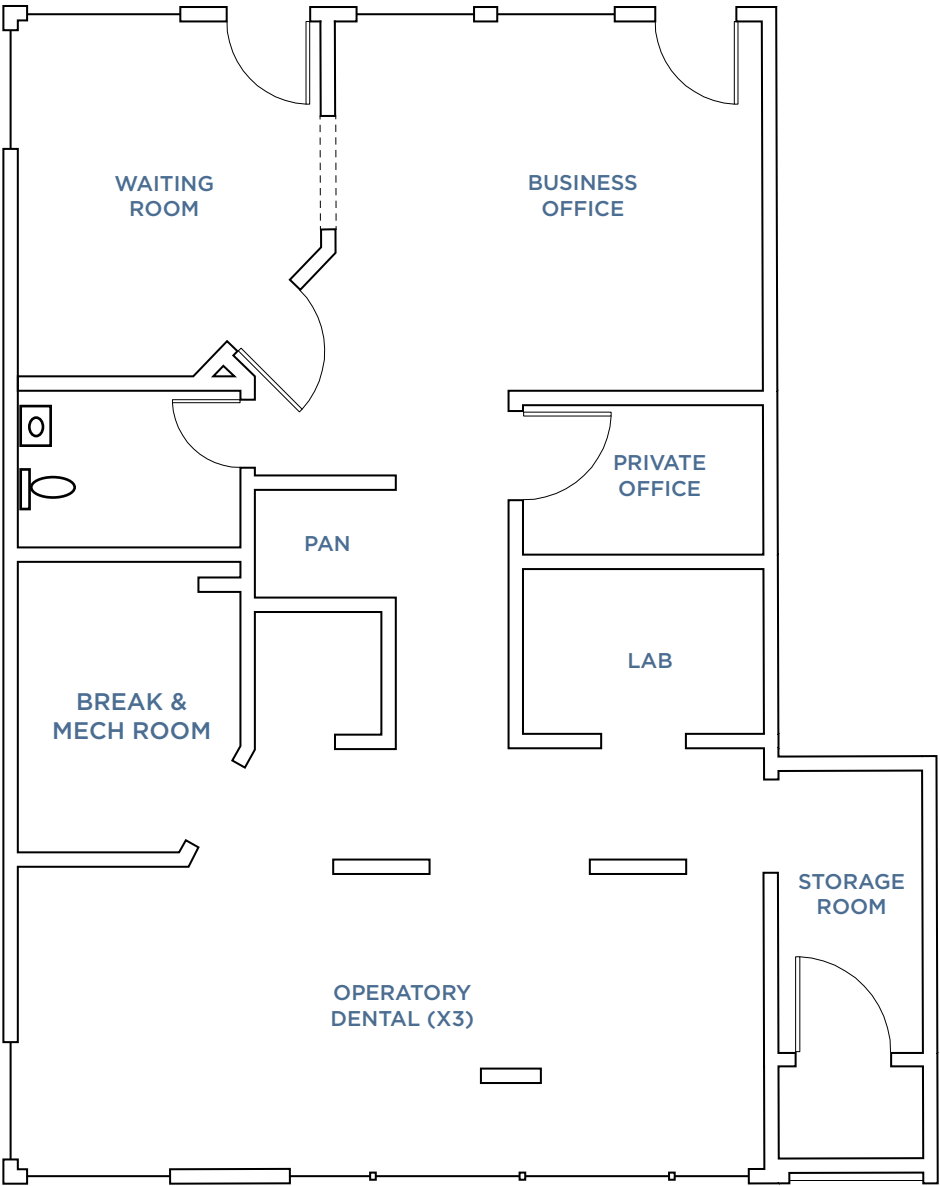 WAITING
ROOM
BUSINESS
OFFICE
PRIVATE
OFFICE
PAN
LAB
BREAK &
MECH ROOM
STORAGE
ROOM
OPERATORY
DENTAL (X3)